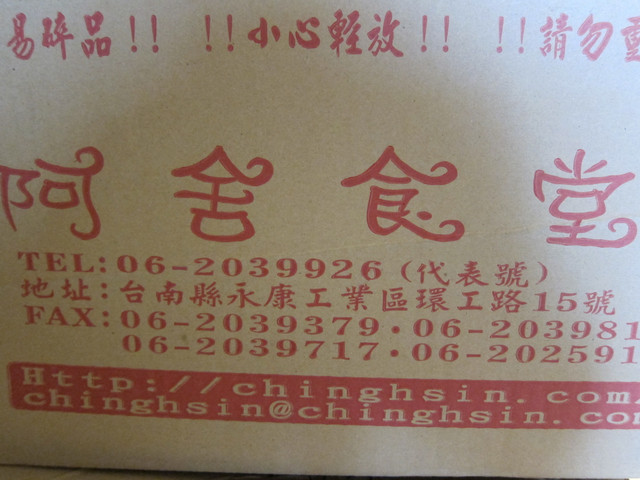 易碎品!! !!小心輕放!! !!請勿重
阿舍食堂
TEL:06-2039926(代表號)
地址:台南縣永康工業區環工路15號
FAX:06-2039379·06-203981
06-2039717·06-202591
Http://chinghsin.com/
chinghsin@chinghsin.co